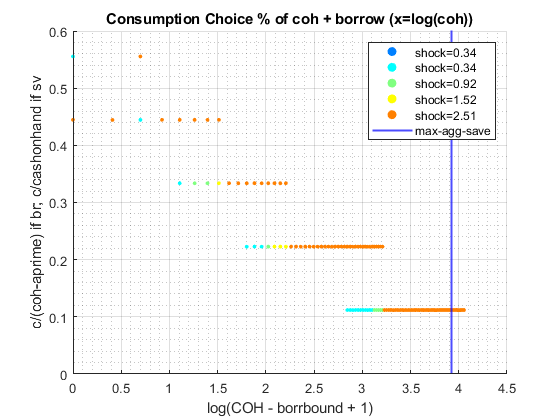 Consumption Choice % of coh + borrow (x=log(coh))
0.6
0.5
0.4
0.3
0.2
0.1
0
c/(coh-aprime) if br, c/cashonhand if sv
shock=0.34
shock=0.34
shock=0.92
shock=1.52
shock=2.51
max-agg-save
0 0.5 1 1.5 2 2.5 3 3.5 4 4.5
log(COH - borrbound + 1)